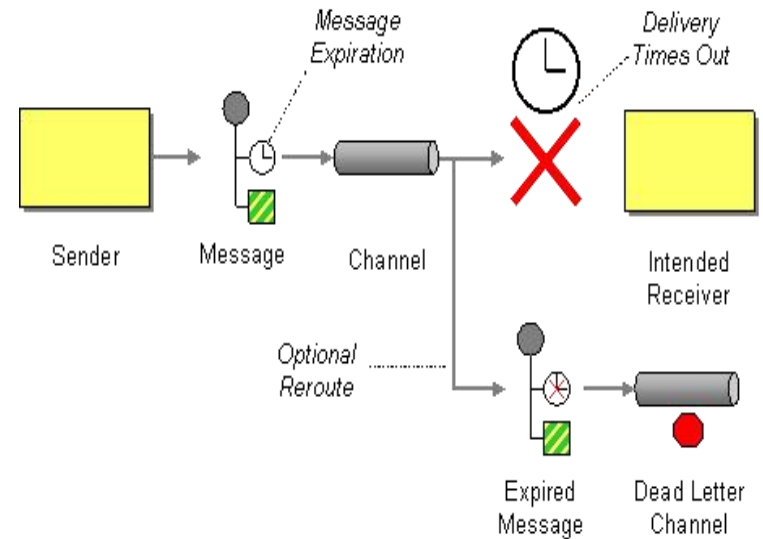 Message
Expiration
Delivery
Times Out
Sender
Message
Channel
Intended
Receiver
Optional
Reroute
Expired
Message
Dead Letter
Channel